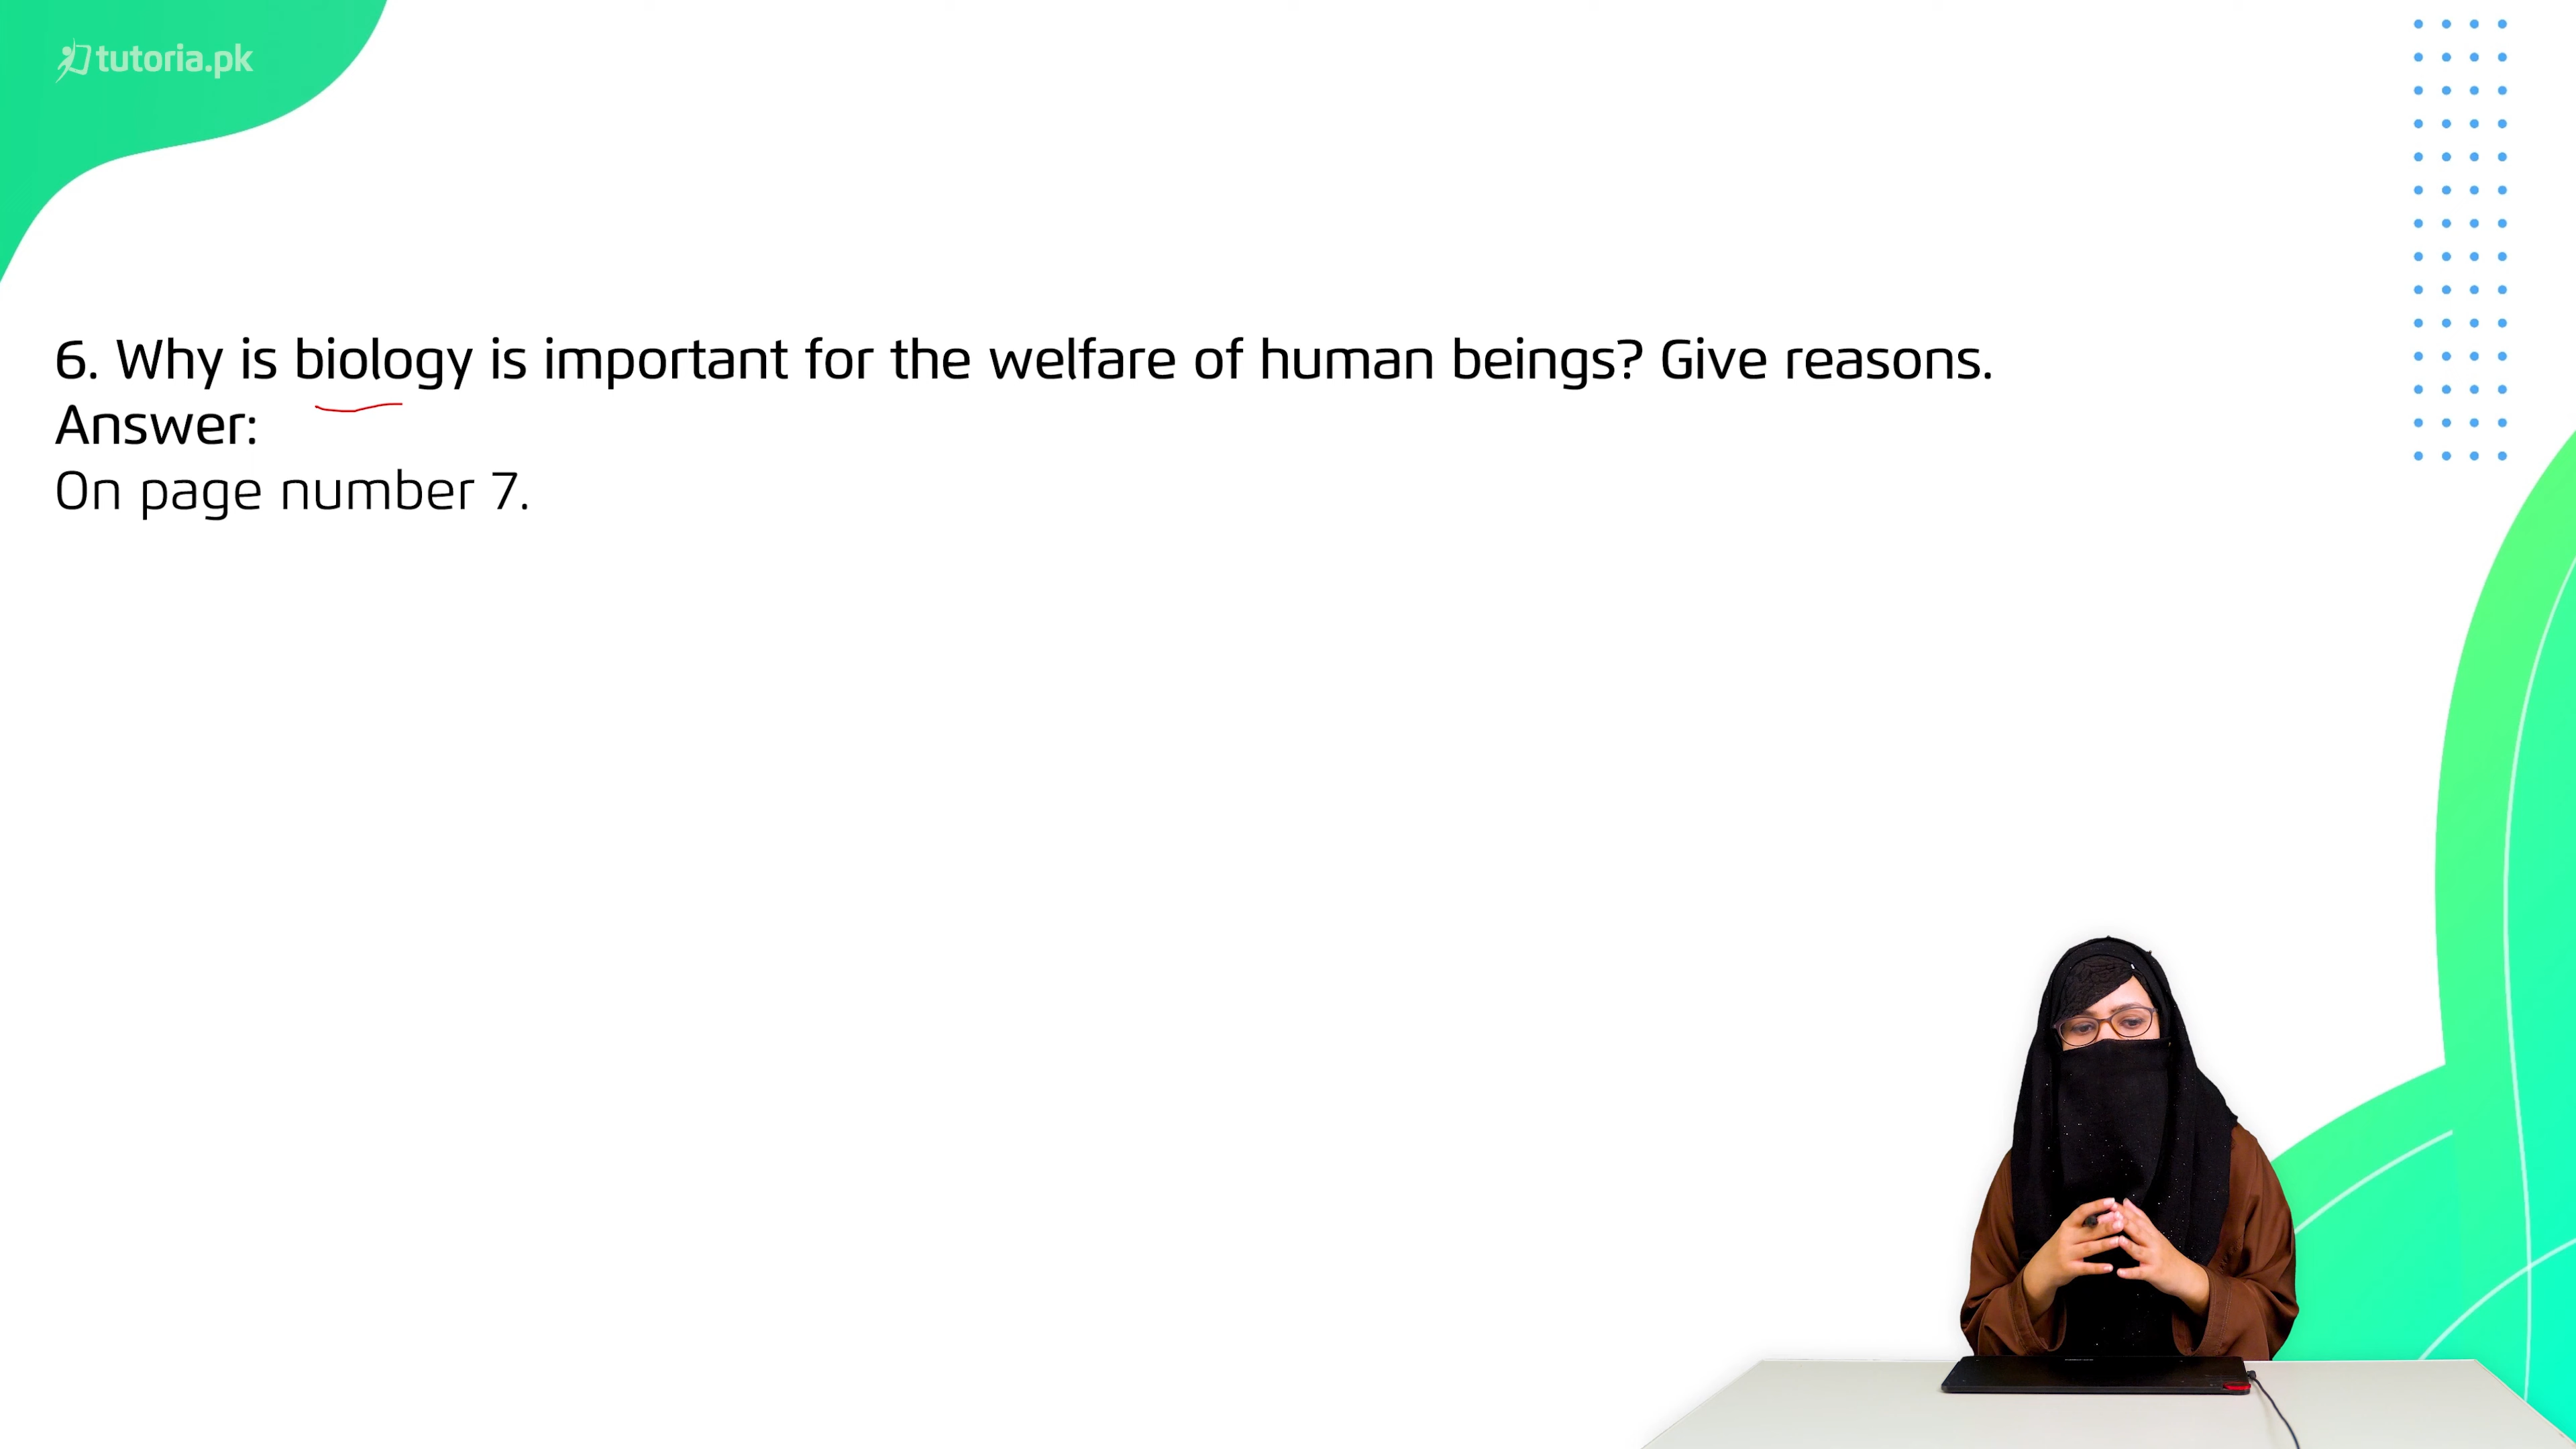 tutoria.pk
6. Why is biology is important for the welfare of human beings? Give reasons.
Answer:
On page number 7.